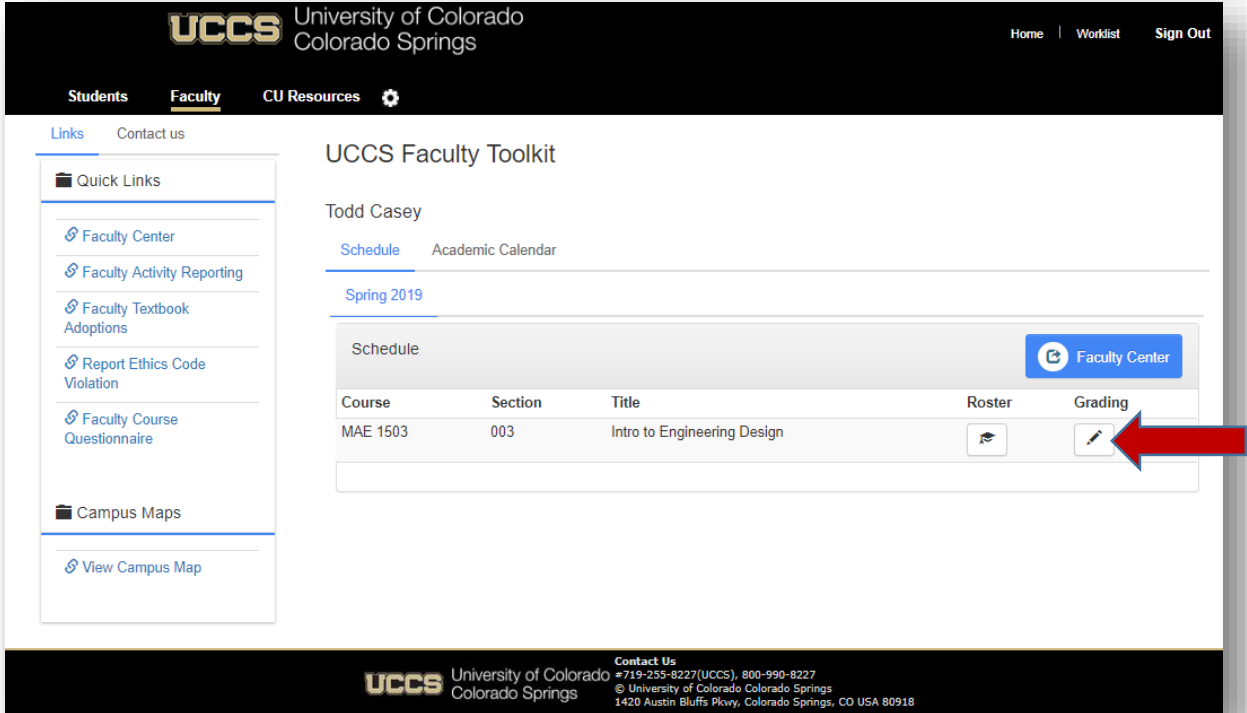 UCCS University of Colorado
Colorado Springs
Home Worklist Sign Out
Students Faculty CU Resources
Links Contact us
Quick Links
Faculty Center
Faculty Activity Reporting
Faculty Textbook
Adoptions
Report Ethics Code
Violation
Faculty Course
Questionnaire
Campus Maps
View Campus Map
UCCS Faculty Toolkit
Todd Casey
Schedule Academic Calendar
Spring 2019
Schedule Faculty Center
Course Section Title Roster Grading
MAE 1503 003 Intro to Engineering Design
UCCS University of Colorado
Colorado Springs
Contact Us
#719-255-8227(UCCS), 800-990-8227
© University of Colorado Colorado Springs
1420 Austin Bluffs Pkwy, Colorado Springs, CO USA 80918